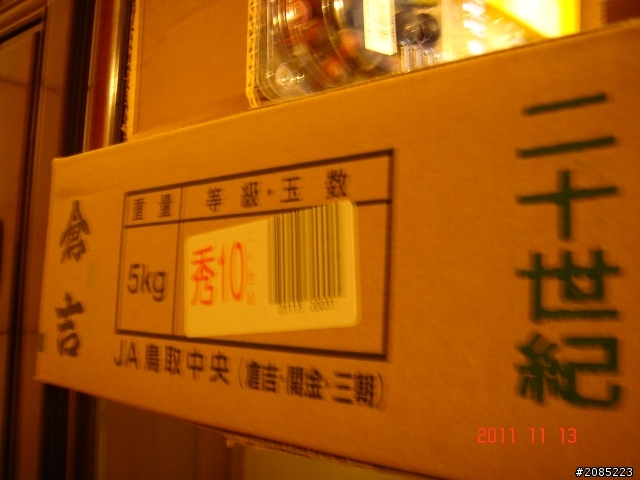 倉吉
重量
等級・玉数
5kg
秀10
JA鳥取中央（倉吉・関金・三朝）
二十世紀
2011 11 13
#2085223